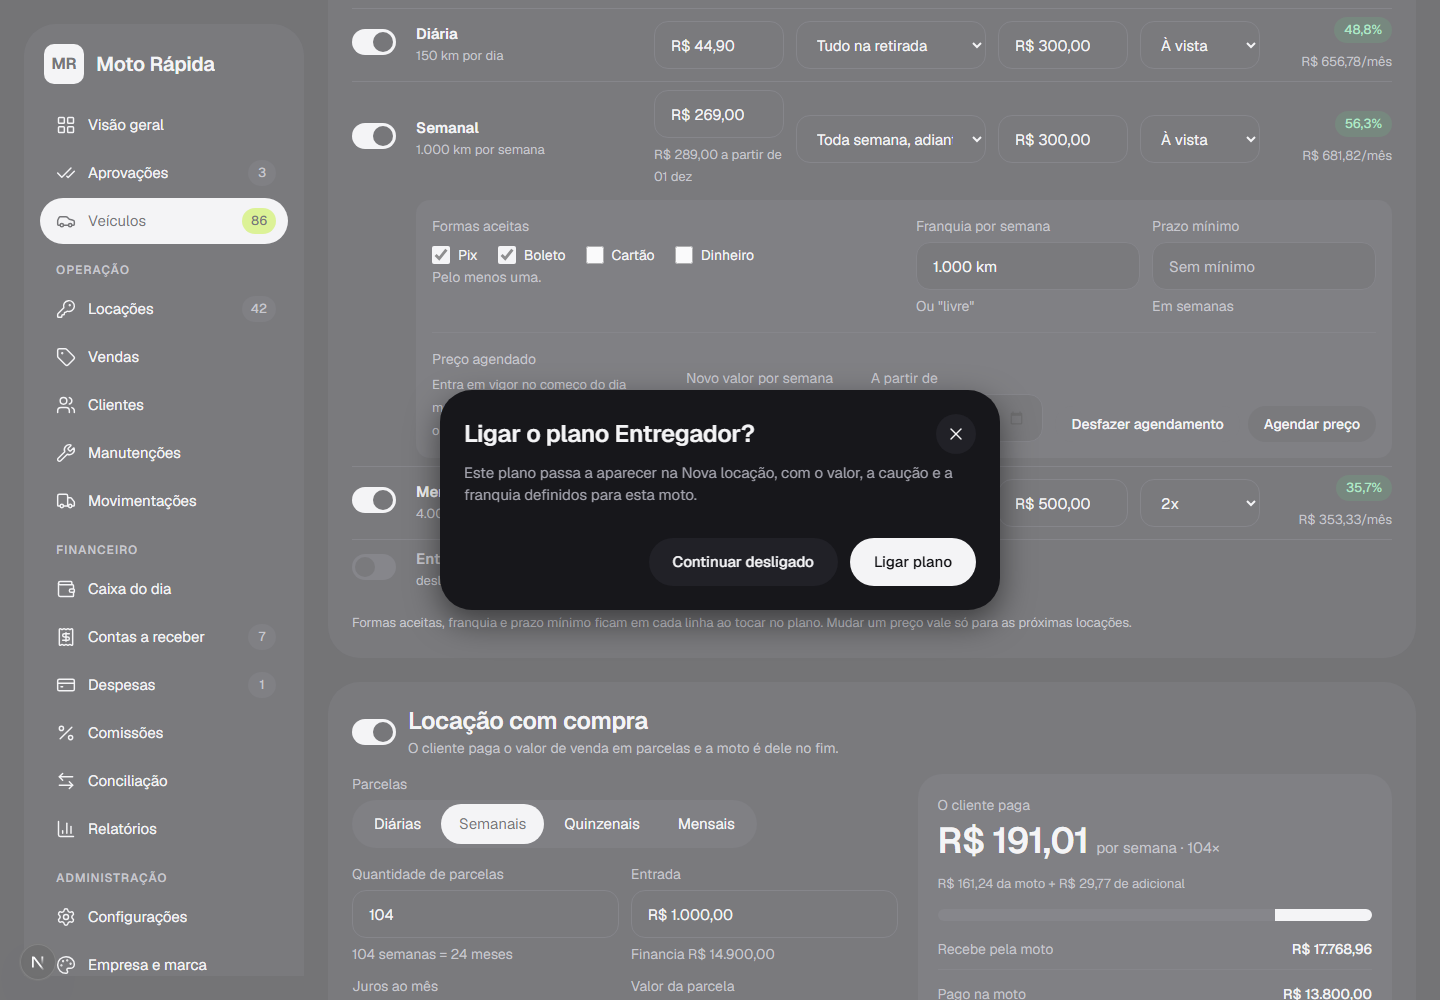 MR Moto Rápida
Visão geral
Aprovações 3
Veículos 86
OPERAÇÃO
Locações 42
Vendas
Clientes
Manutenções
Movimentações
FINANCEIRO
Caixa do dia
Contas a receber 7
Despesas 1
Comissões
Conciliação
Relatórios
ADMINISTRAÇÃO
Configurações
N Empresa e marca
Diária
150 km por dia
R$ 44,90
Tudo na retirada
R$ 300,00
À vista
48,8%
R$ 656,78/mês
Semanal
1.000 km por semana
R$ 269,00
R$ 289,00 a partir de
01 dez
Toda semana, adian
R$ 300,00
À vista
56,3%
R$ 681,82/mês
Formas aceitas
Pix Boleto Cartão Dinheiro
Pelo menos uma.
Franquia por semana
1.000 km
Ou "livre"
Prazo mínimo
Sem mínimo
Em semanas
Preço agendado
Entra em vigor no começo do dia
Novo valor por semana
A partir de
Desfazer agendamento
Agendar preço
Ligar o plano Entregador?
Este plano passa a aparecer na Nova locação, com o valor, a caução e a
franquia definidos para esta moto.
Continuar desligado
Ligar plano
R$ 500,00
2x
35,7%
R$ 353,33/mês
Formas aceitas, franquia e prazo mínimo ficam em cada linha ao tocar no plano. Mudar um preço vale só para as próximas locações.
Locação com compra
O cliente paga o valor de venda em parcelas e a moto é dele no fim.
Parcelas
Diárias Semanais Quinzenais Mensais
Quantidade de parcelas
104
104 semanas = 24 meses
Entrada
R$ 1.000,00
Financia R$ 14.900,00
Juros ao mês
Valor da parcela
O cliente paga
R$ 191,01 por semana · 104×
R$ 161,24 da moto + R$ 29,77 de adicional
Recebe pela moto R$ 17.768,96
Pago na moto R$ 13.800,00